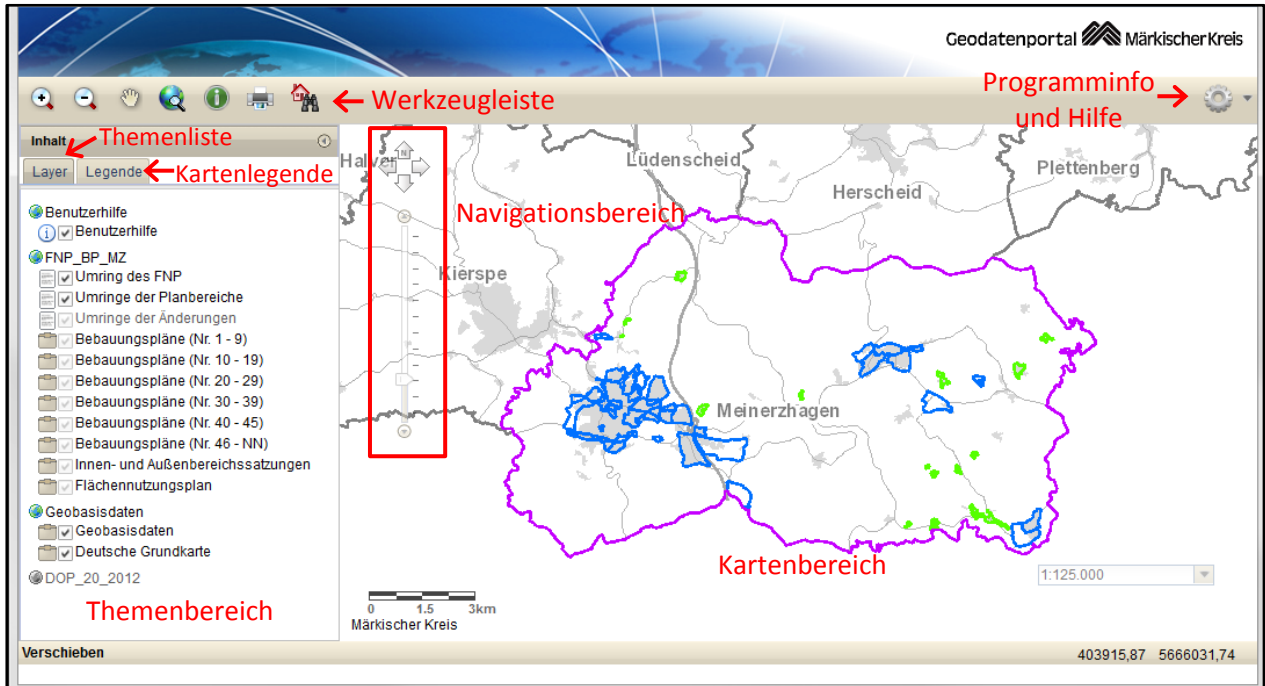 Geodatenportal Märkischer Kreis
Werkzeugleiste
Programminfo
und Hilfe
Inhalt
Themenliste
Layer
Legende
Kartenlegende
Benutzerhilfe
Benutzerhilfe
FNP_BP_MZ
Umring des FNP
Umringe der Planbereiche
Umringe der Änderungen
Bebauungspläne (Nr. 1 - 9)
Bebauungspläne (Nr. 10 - 19)
Bebauungspläne (Nr. 20 - 29)
Bebauungspläne (Nr. 30 - 39)
Bebauungspläne (Nr. 40 - 45)
Bebauungspläne (Nr. 46 - NN)
Innen- und Außenbereichssatzungen
Flächennutzungsplan
Geobasisdaten
Geobasisdaten
Deutsche Grundkarte
DOP_20_2012
Themenbereich
Halver
N
Lüdenscheid
Herscheid
Plettenberg
Navigationsbereich
Kierspe
Meinerzhagen
Kartenbereich
1:125.000
0 1.5 3km
Märkischer Kreis
Verschieben
403915,87 5666031,74